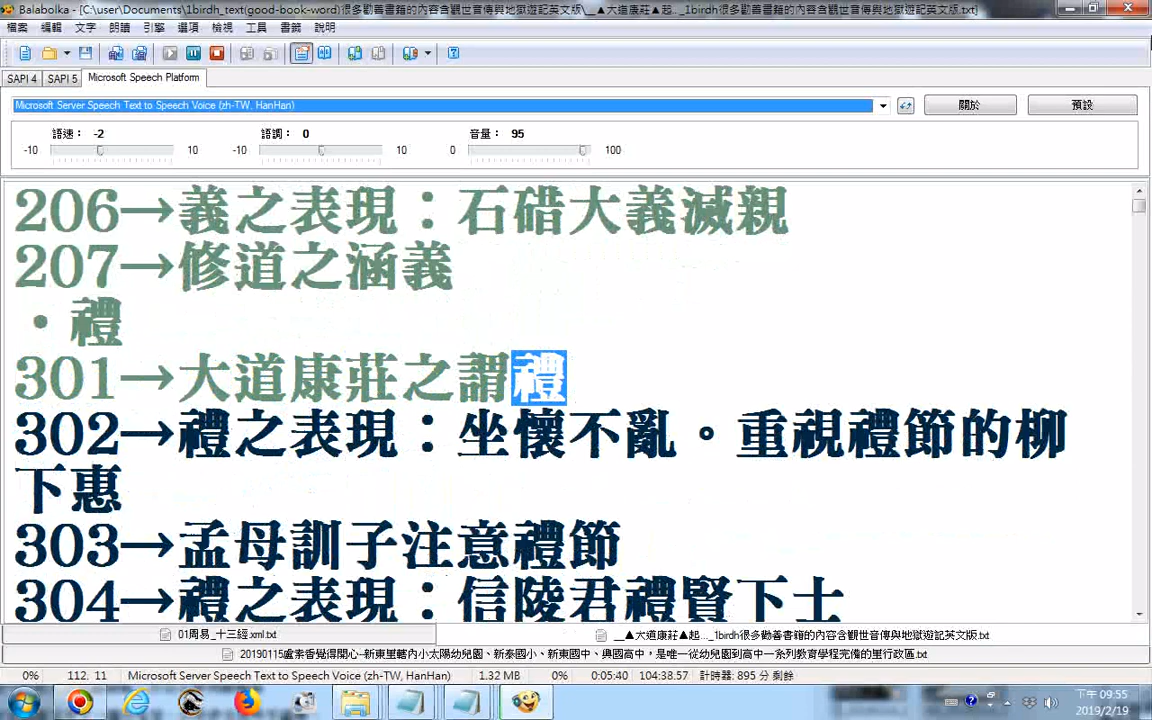 Balabolka - [C:\user\Documents\1birdh_text(good-book-word)很多勸善書籍的內容含觀世音傳與地獄遊記英文版\__▲大道康莊▲起..._1birdh很多勸善書籍的內容含觀世音傳與地獄遊記英文版.txt]
檔案 編輯 文字 朗讀 引擎 選項 檢視 工具 書籤 說明
SAPI 4 SAPI 5 Microsoft Speech Platform
Microsoft Server Speech Text to Speech Voice (zh-TW, HanHan) 關於 預設
語速： -2 語調： 0 音量： 95
-10 10 -10 10 0 100
206→義之表現：石碏大義滅親
207→修道之涵義
・禮
301→大道康莊之謂禮
302→禮之表現：坐懷不亂。重視禮節的柳
下惠
303→孟母訓子注意禮節
304→禮之表現：信陵君禮賢下士
01周易_十三經.xml.txt __▲大道康莊▲起..._1birdh很多勸善書籍的內容含觀世音傳與地獄遊記英文版.txt
20190115盧素香覺得開心-新東里轄內小太陽幼兒園、新泰國小、新東國中、典國高中，是唯一從幼兒園到高中一系列教育學程完備的里行政區.txt
0% 112. 11 Microsoft Server Speech Text to Speech Voice (zh-TW, HanHan) 1.32 MB 0% 0:05:40 104:38.57 計時器: 895 分 剩餘
下午 09:55
2019/2/19